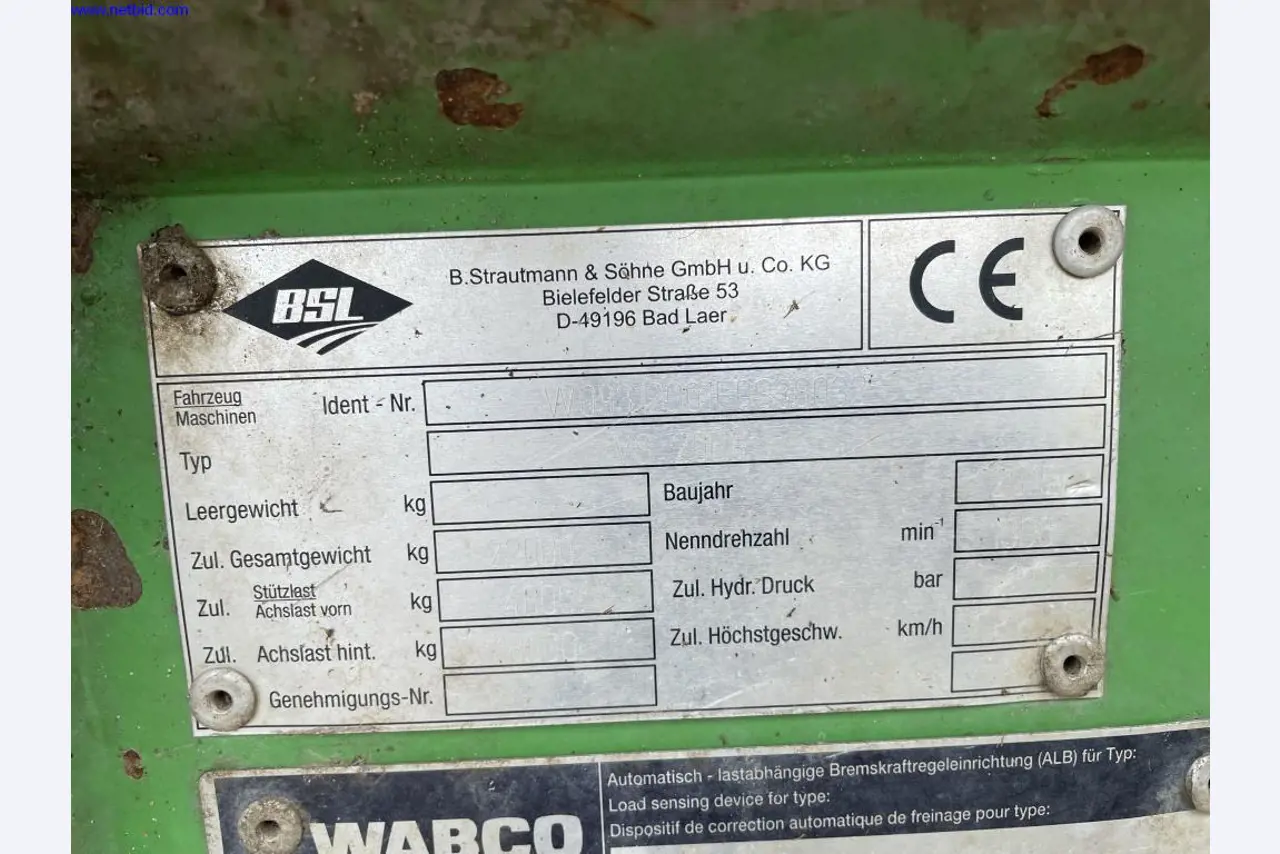 www.netbid.com
BSL
B.Strautmann & Söhne GmbH u. Co. KG
Bielefelder Straße 53
D-49196 Bad Laer
CE
Fahrzeug
Maschinen
Ident - Nr.
Typ
Leergewicht kg
Baujahr
Zul. Gesamtgewicht kg
Nenndrehzahl min⁻¹
Zul. Stützlast
Achslast vorn kg
Zul. Hydr. Druck bar
Zul. Achslast hint. kg
Zul. Höchstgeschw. km/h
Genehmigungs-Nr.
WABCO
Automatisch - lastabhängige Bremskraftregeleinrichtung (ALB) für Typ:
Load sensing device for type:
Dispositif de correction automatique de freinage pour type: